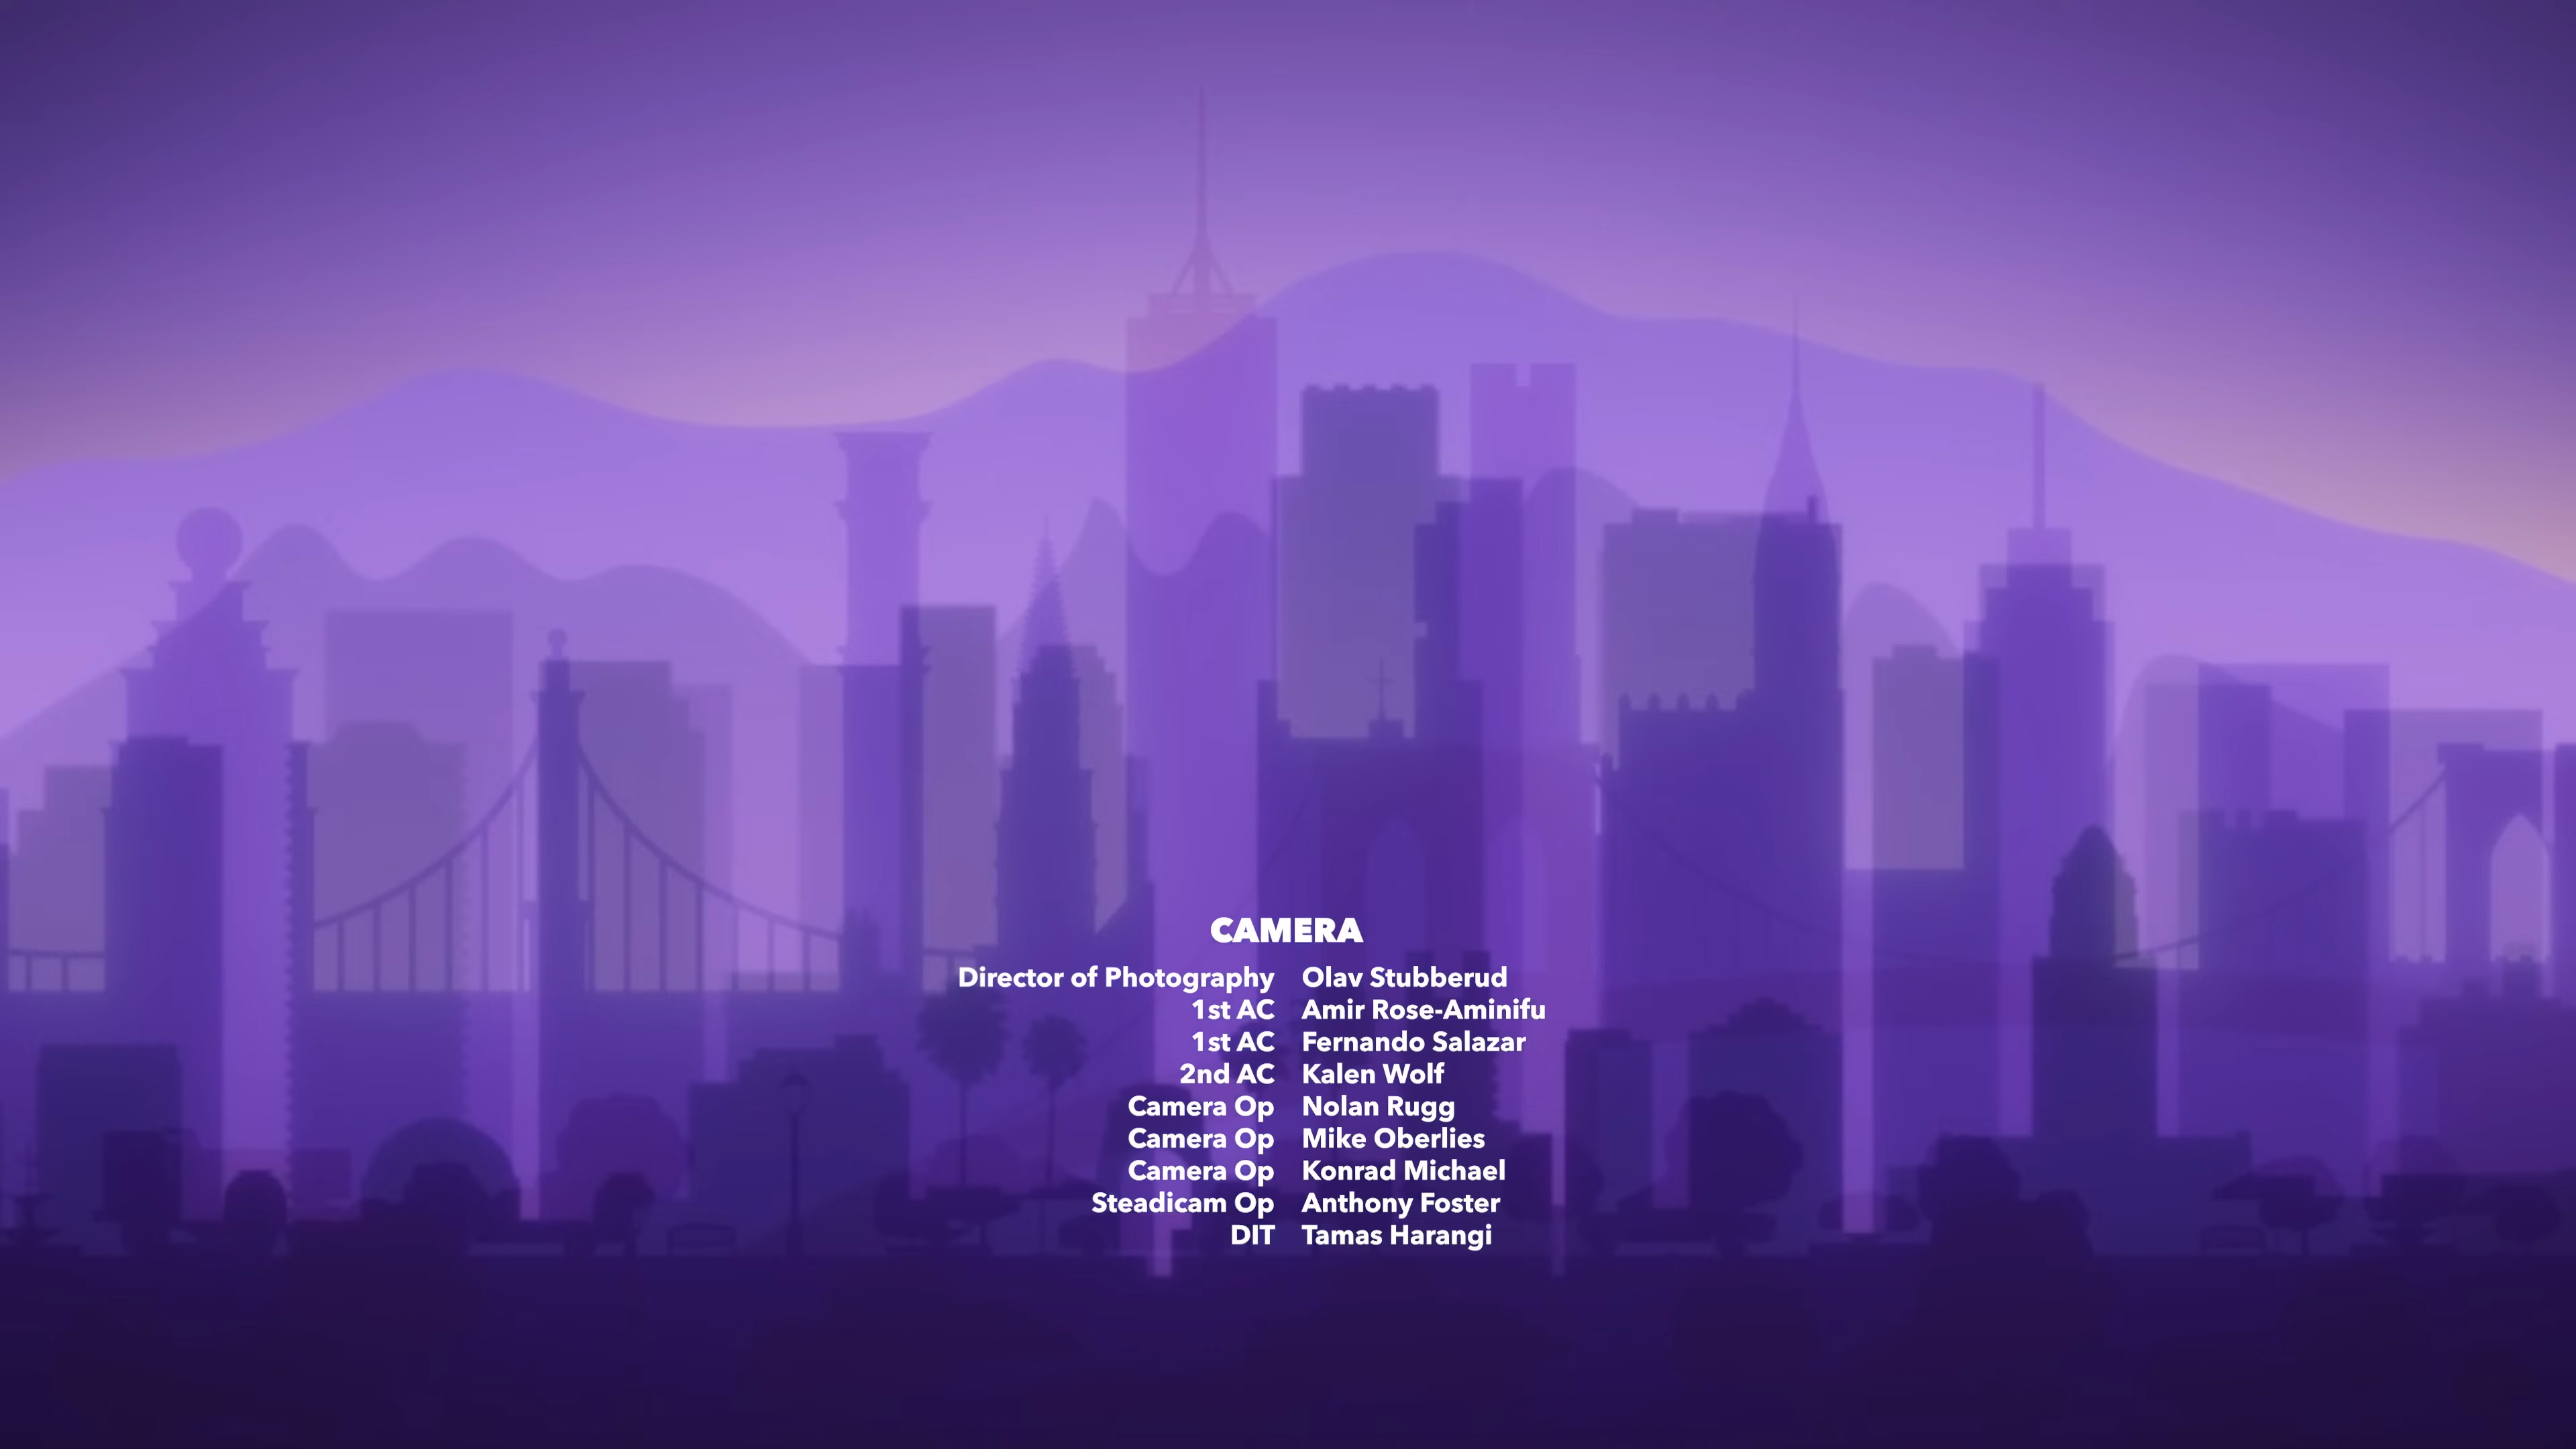 CAMERA
Director of Photography Olav Stubberud
1st AC Amir Rose-Aminifu
1st AC Fernando Salazar
2nd AC Kalen Wolf
Camera Op Nolan Rugg
Camera Op Mike Oberlies
Camera Op Konrad Michael
Steadicam Op Anthony Foster
DIT Tamas Harangi